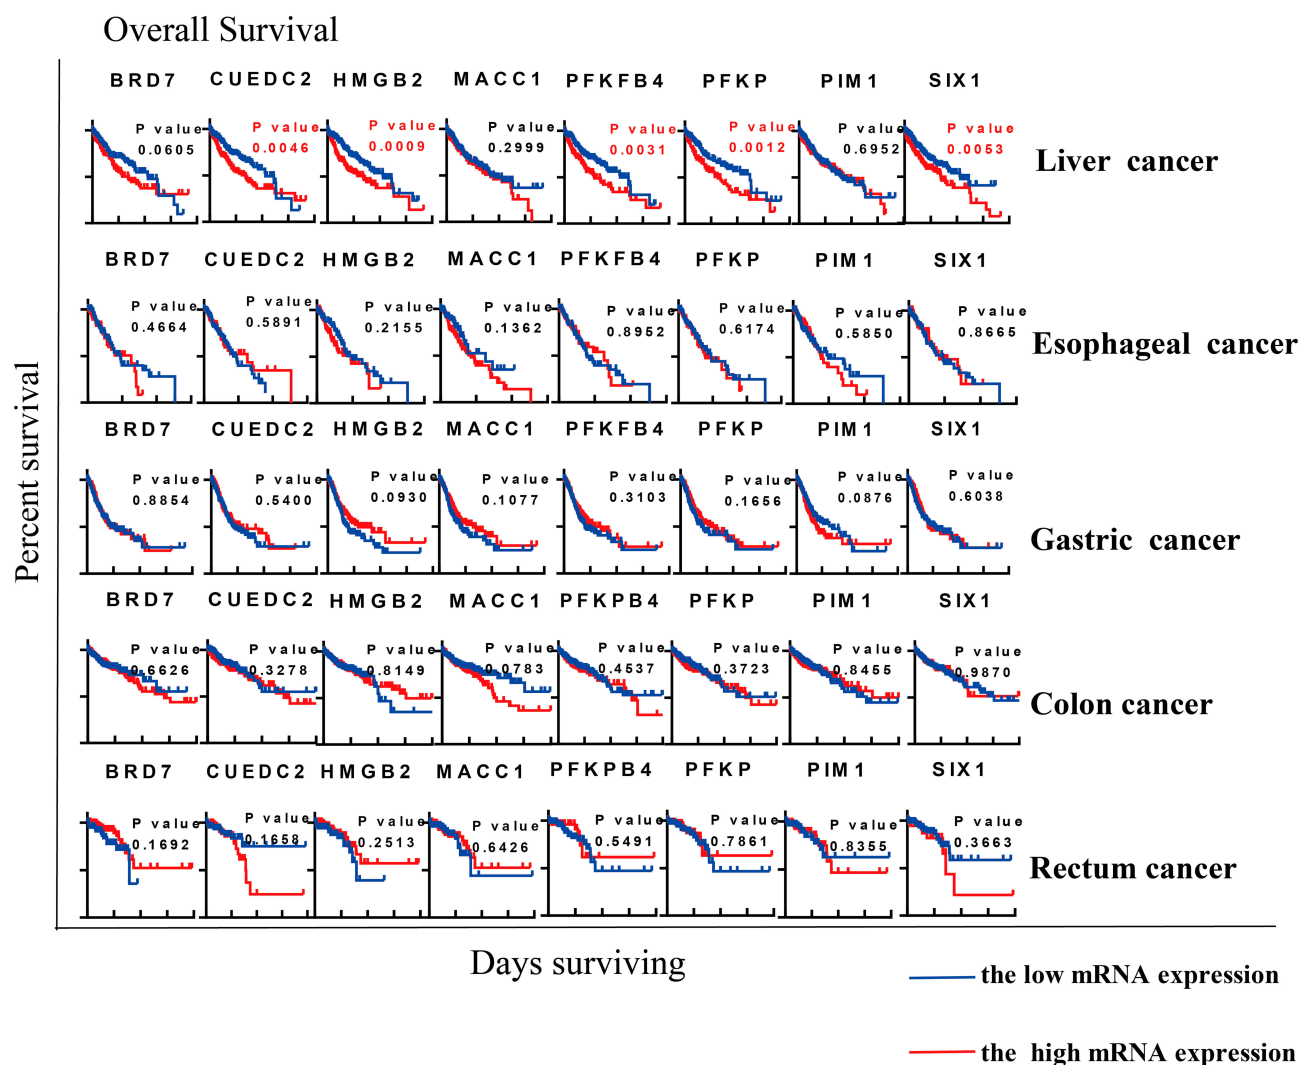 Overall Survival
BRD7 CUEDC2 HMGB2 MACC1 PFKFB4 PFKP PIM1 SIX1
P value P value P value P value P value P value P value P value
0.0605 0.0046 0.0009 0.2999 0.0031 0.0012 0.6952 0.0053
Liver cancer
BRD7 CUEDC2 HMGB2 MACC1 PFKFB4 PFKP PIM1 SIX1
P value P value P value P value P value P value P value P value
0.4664 0.5891 0.2155 0.1362 0.8952 0.6174 0.5850 0.8665
Esophageal cancer
BRD7 CUEDC2 HMGB2 MACC1 PFKFB4 PFKP PIM1 SIX1
P value P value P value P value P value P value P value P value
0.8854 0.5400 0.0930 0.1077 0.3103 0.1656 0.0876 0.6038
Gastric cancer
BRD7 CUEDC2 HMGB2 MACC1 PFKPB4 PFKP PIM1 SIX1
P value P value P value P value P value P value P value P value
0.6626 0.3278 0.8149 0.0783 0.4537 0.3723 0.8455 0.9870
Colon cancer
BRD7 CUEDC2 HMGB2 MACC1 PFKPB4 PFKP PIM1 SIX1
P value P value P value P value P value P value P value P value
0.1692 0.1658 0.2513 0.6426 0.5491 0.7861 0.8355 0.3663
Rectum cancer
Percent survival
Days surviving
the low mRNA expression
the high mRNA expression